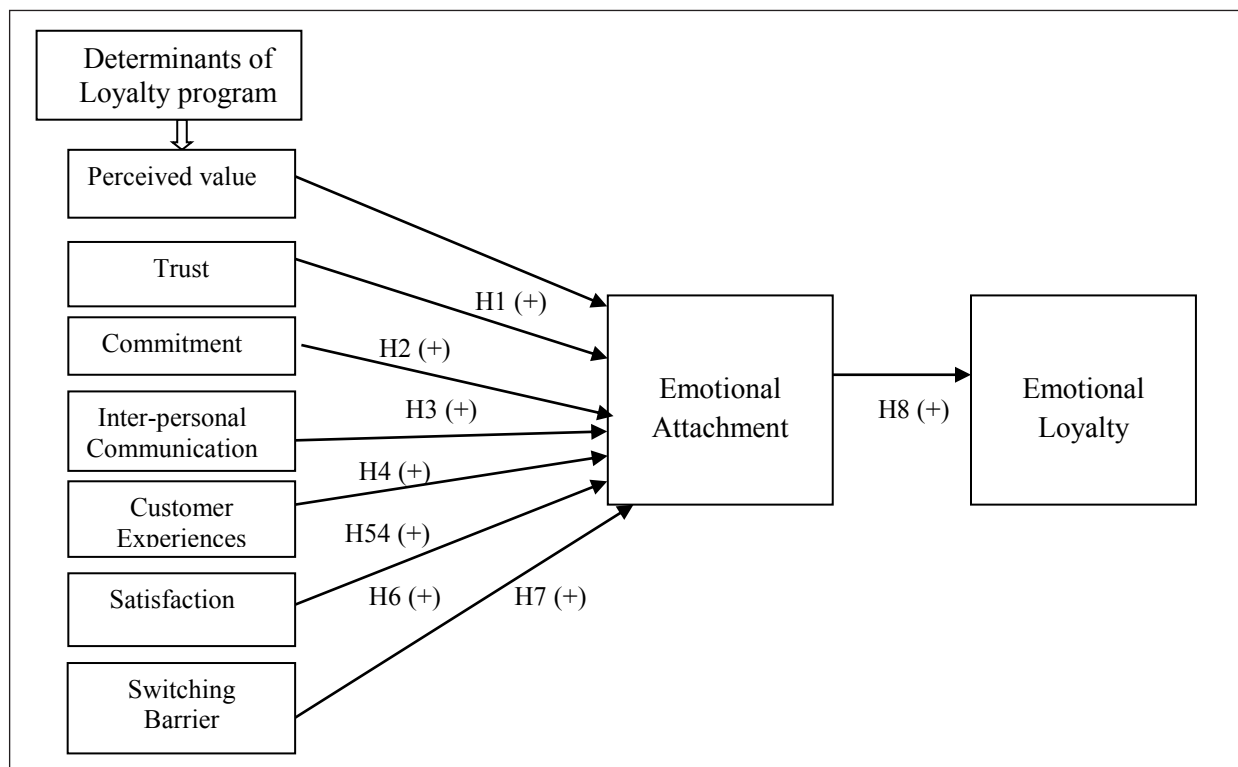 Determinants of
Loyalty program
Perceived value
Trust
H1 (+)
Commitment
H2 (+)
Inter-personal
Communication
H3 (+)
Customer
Experiences
H4 (+)
H54 (+)
Satisfaction
H6 (+)
H7 (+)
Switching
Barrier
Emotional
Attachment
H8 (+)
Emotional
Loyalty